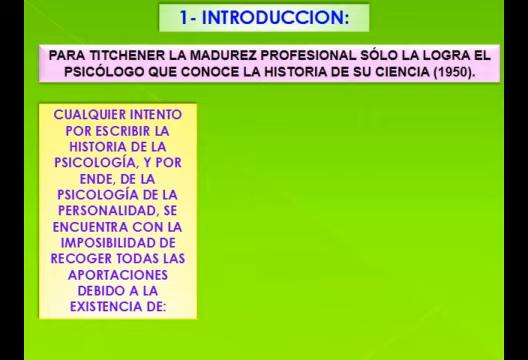 1- INTRODUCCION:
PARA TITCHENER LA MADUREZ PROFESIONAL SÓLO LA LOGRA EL
PSICÓLOGO QUE CONOCE LA HISTORIA DE SU CIENCIA (1950).
CUALQUIER INTENTO
POR ESCRIBIR LA
HISTORIA DE LA
PSICOLOGÍA, Y POR
ENDE, DE LA
PSICOLOGÍA DE LA
PERSONALIDAD, SE
ENCUENTRA CON LA
IMPOSIBILIDAD DE
RECOGER TODAS LAS
APORTACIONES
DEBIDO A LA
EXISTENCIA DE: